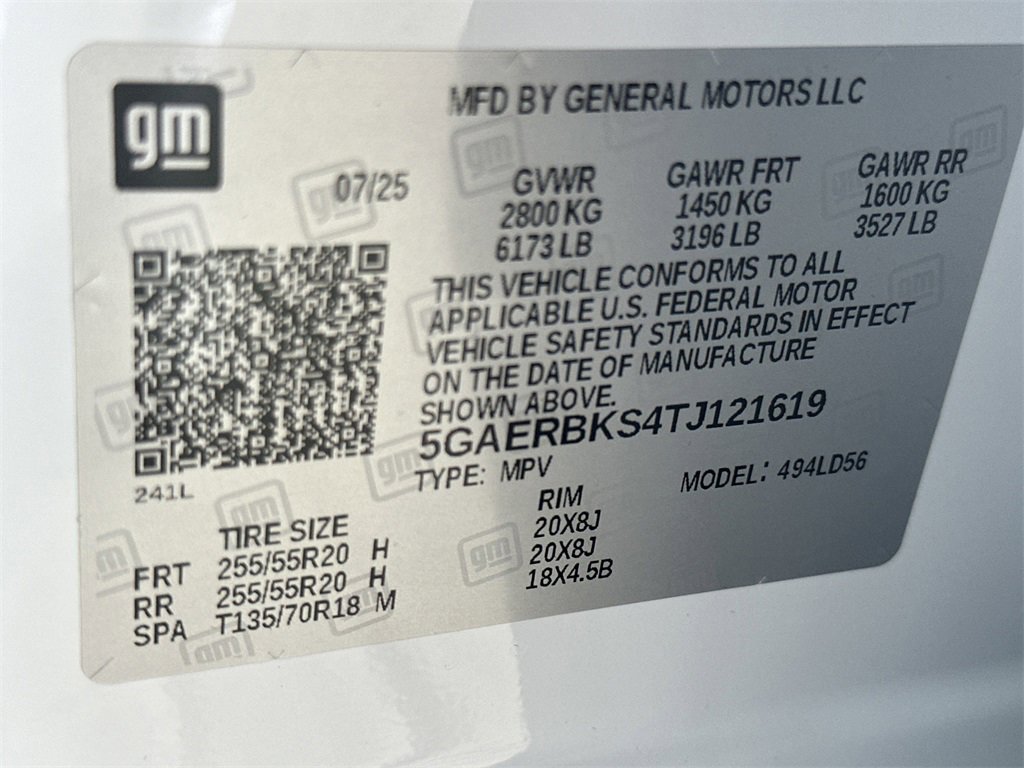 gm
MFD BY GENERAL MOTORS LLC
07/25
GVWR GAWR FRT GAWR RR
2800 KG 1450 KG 1600 KG
6173 LB 3196 LB 3527 LB
THIS VEHICLE CONFORMS TO ALL
APPLICABLE U.S. FEDERAL MOTOR
VEHICLE SAFETY STANDARDS IN EFFECT
ON THE DATE OF MANUFACTURE
SHOWN ABOVE.
5GAERBKS4TJ121619
TYPE: MPV MODEL: 494LD56
241L
TIRE SIZE RIM
FRT 255/55R20 H 20X8J
RR 255/55R20 H 20X8J
SPA T135/70R18 M 18X4.5B